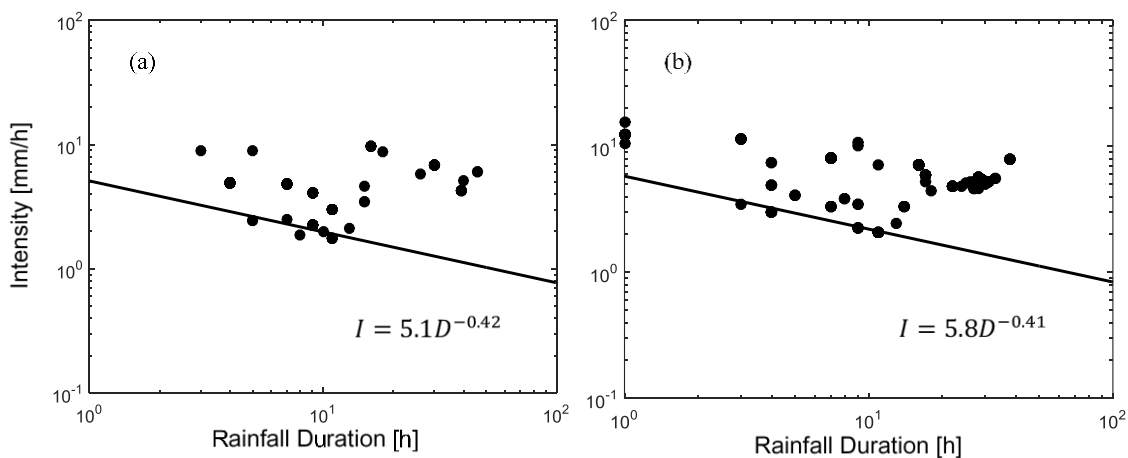 (a)
Intensity [mm/h]
10²
10¹
10⁰
10⁻¹
10⁰
10¹
10²
Rainfall Duration [h]
I = 5.1D⁻⁰·⁴²
(b)
10²
10¹
10⁰
10⁻¹
10⁰
10¹
10²
Rainfall Duration [h]
I = 5.8D⁻⁰·⁴¹